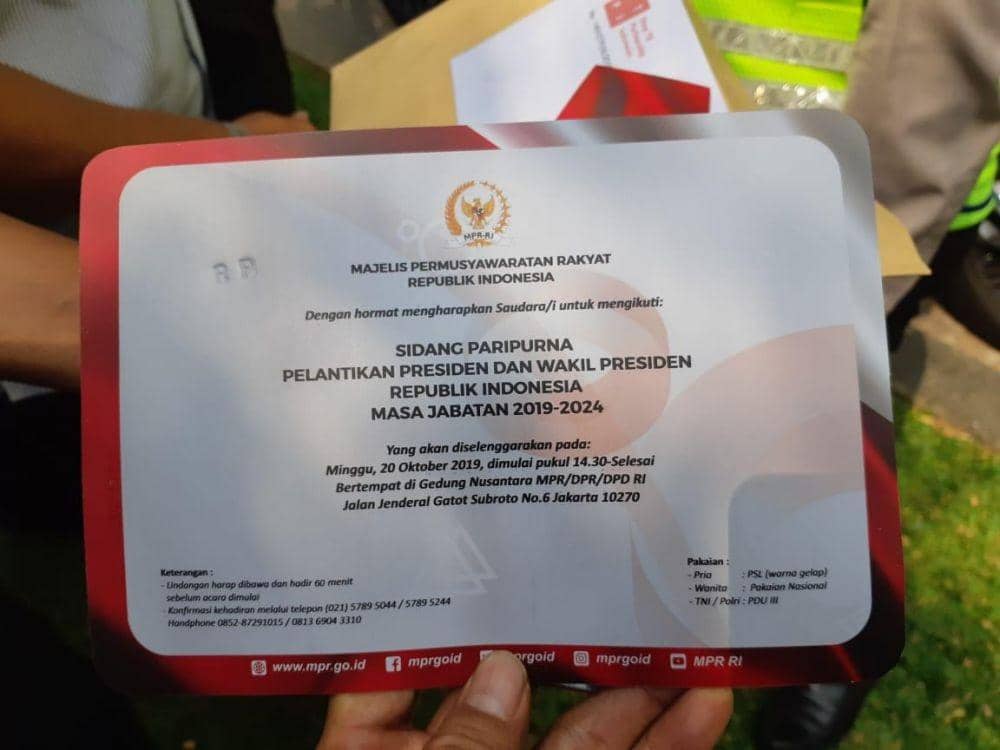 MPR-RI
MAJELIS PERMUSYAWARATAN RAKYAT
REPUBLIK INDONESIA
Dengan hormat mengharapkan Saudara/i untuk mengikuti:
SIDANG PARIPURNA
PELANTIKAN PRESIDEN DAN WAKIL PRESIDEN
REPUBLIK INDONESIA
MASA JABATAN 2019-2024
Yang akan diselenggarakan pada:
Minggu, 20 Oktober 2019, dimulai pukul 14.30-Selesai
Bertempat di Gedung Nusantara MPR/DPR/DPD RI
Jalan Jenderal Gatot Subroto No.6 Jakarta 10270
Keterangan :
- Undangan harap dibawa dan hadir 60 menit
sebelum acara dimulai
- Konfirmasi kehadiran melalui telepon (021) 5789 5044 / 5789 5244
Handphone 0852-87291015 / 0813 6904 3310
Pakaian :
- Pria : PSL (warna gelap)
- Wanita : Pakaian Nasional
- TNI / Polri : PDU III
www.mpr.go.id mprgoid rgoid mprgoid MPR RI